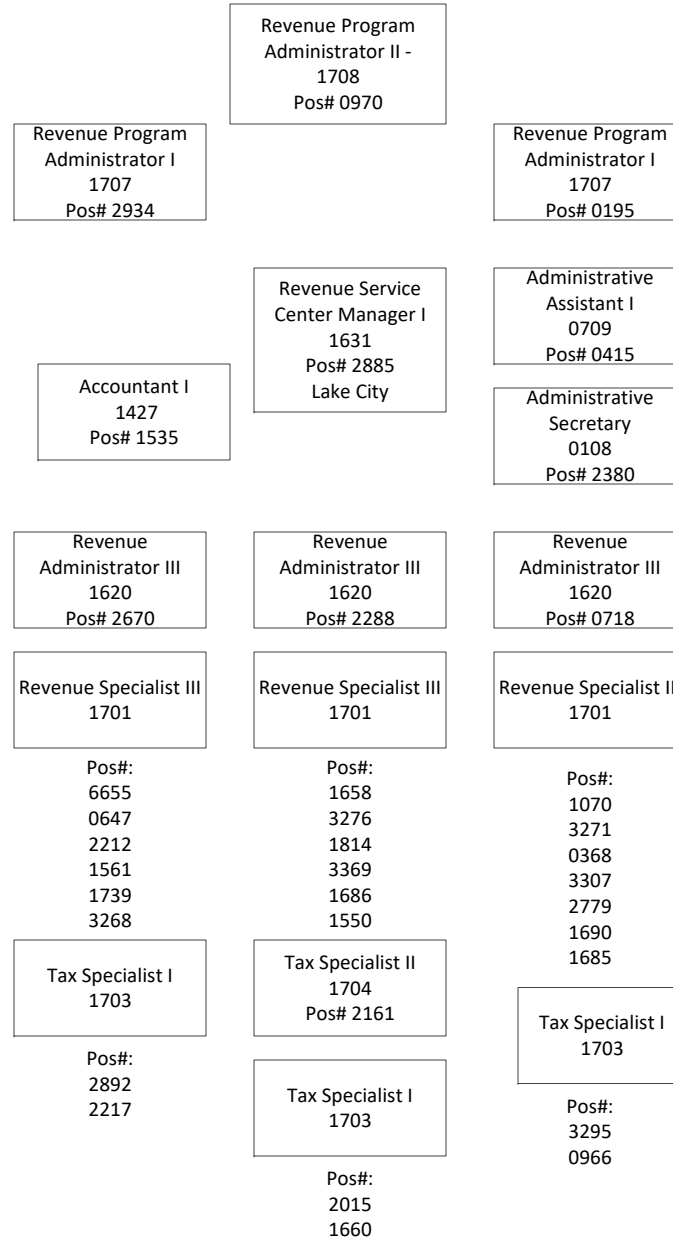 Revenue Program
Administrator II -
1708
Pos# 0970
Revenue Program
Administrator I
1707
Pos# 2934
Revenue Program
Administrator I
1707
Pos# 0195
Revenue Service
Center Manager I
1631
Pos# 2885
Lake City
Administrative
Assistant I
0709
Pos# 0415
Accountant I
1427
Pos# 1535
Administrative
Secretary
0108
Pos# 2380
Revenue
Administrator III
1620
Pos# 2670
Revenue
Administrator III
1620
Pos# 2288
Revenue
Administrator III
1620
Pos# 0718
Revenue Specialist III
1701
Revenue Specialist III
1701
Revenue Specialist II
1701
Pos#:
6655
0647
2212
1561
1739
3268
Pos#:
1658
3276
1814
3369
1686
1550
Pos#:
1070
3271
0368
3307
2779
1690
1685
Tax Specialist I
1703
Pos#:
2892
2217
Tax Specialist II
1704
Pos# 2161
Tax Specialist I
1703
Pos#:
2015
1660
Tax Specialist I
1703
Pos#:
3295
0966